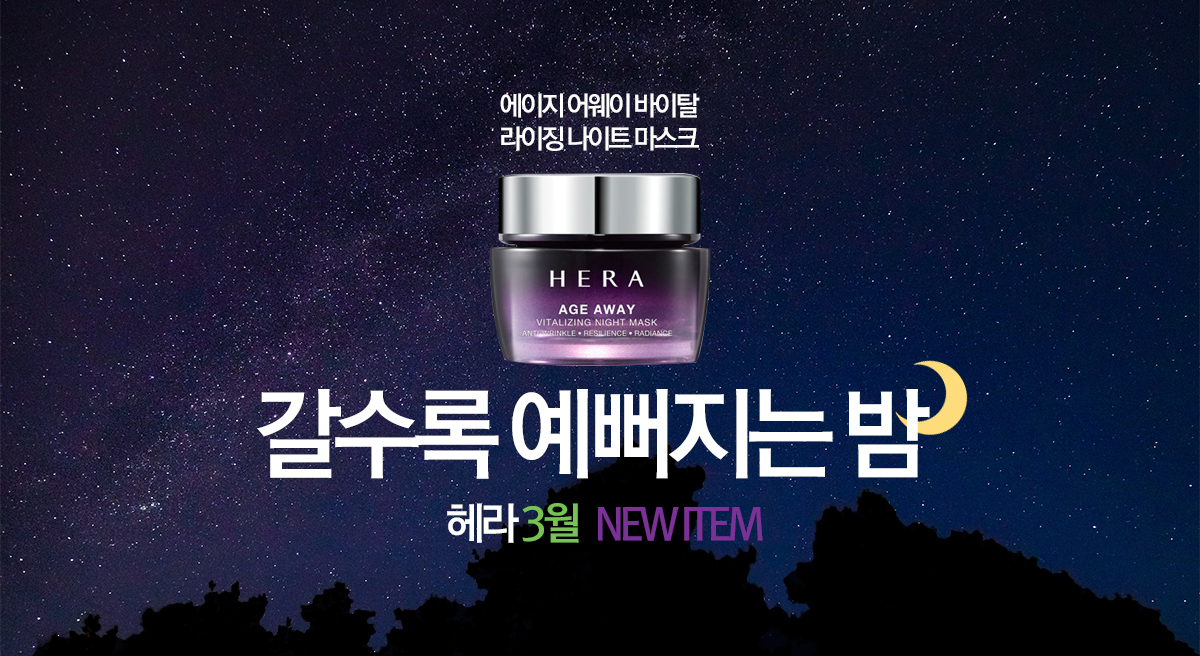 에이지 어웨이 바이탈
라이징 나이트 마스크
HERA
AGE AWAY
VITALIZING NIGHT MASK
ANTI-WRINKLE • RESILIENCE • RADIANCE
갈수록 예뻐지는 밤
헤라 3월 NEW ITEM